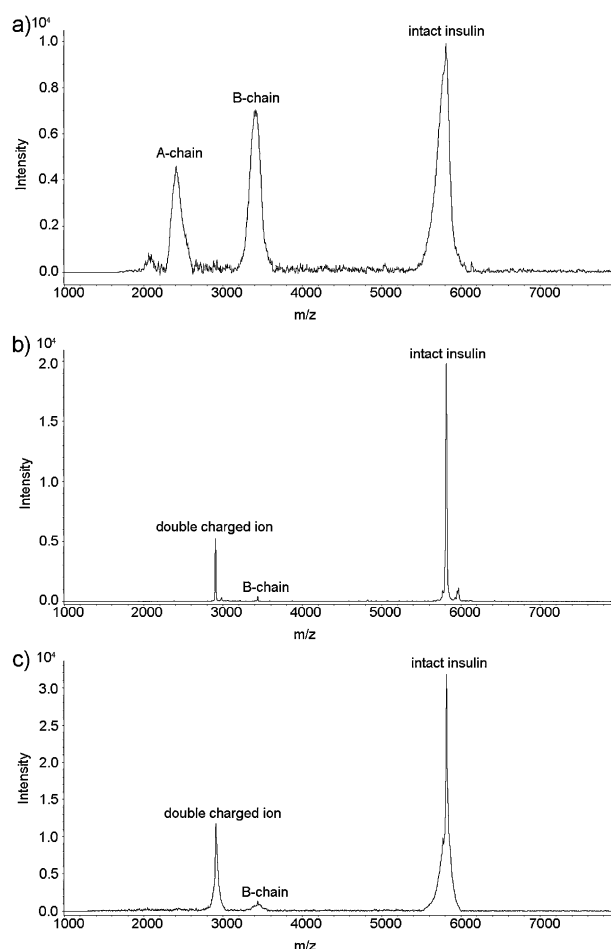 a)
10⁴
intact insulin
1.0
B-chain
0.8
Intensity
0.6
A-chain
0.4
0.2
0.0
1000 2000 3000 4000 5000 6000 7000
m/z
b)
10⁴
intact insulin
2.0
1.5
Intensity
1.0
double charged ion
0.5
B-chain
0.0
1000 2000 3000 4000 5000 6000 7000
m/z
c)
10⁴
intact insulin
3.0
2.5
2.0
Intensity
1.5
double charged ion
1.0
0.5
B-chain
0.0
1000 2000 3000 4000 5000 6000 7000
m/z